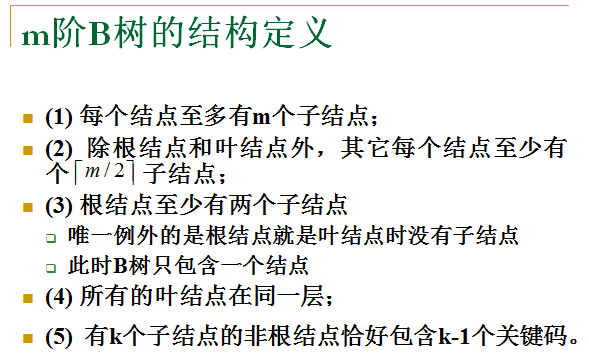 m阶B树的结构定义
(1) 每个结点至多有m个子结点；
(2) 除根结点和叶结点外，其它每个结点至少有
个⌈m/2⌉子结点；
(3) 根结点至少有两个子结点
唯一例外的是根结点就是叶结点时没有子结点
此时B树只包含一个结点
(4) 所有的叶结点在同一层；
(5) 有k个子结点的非根结点恰好包含k-1个关键码。